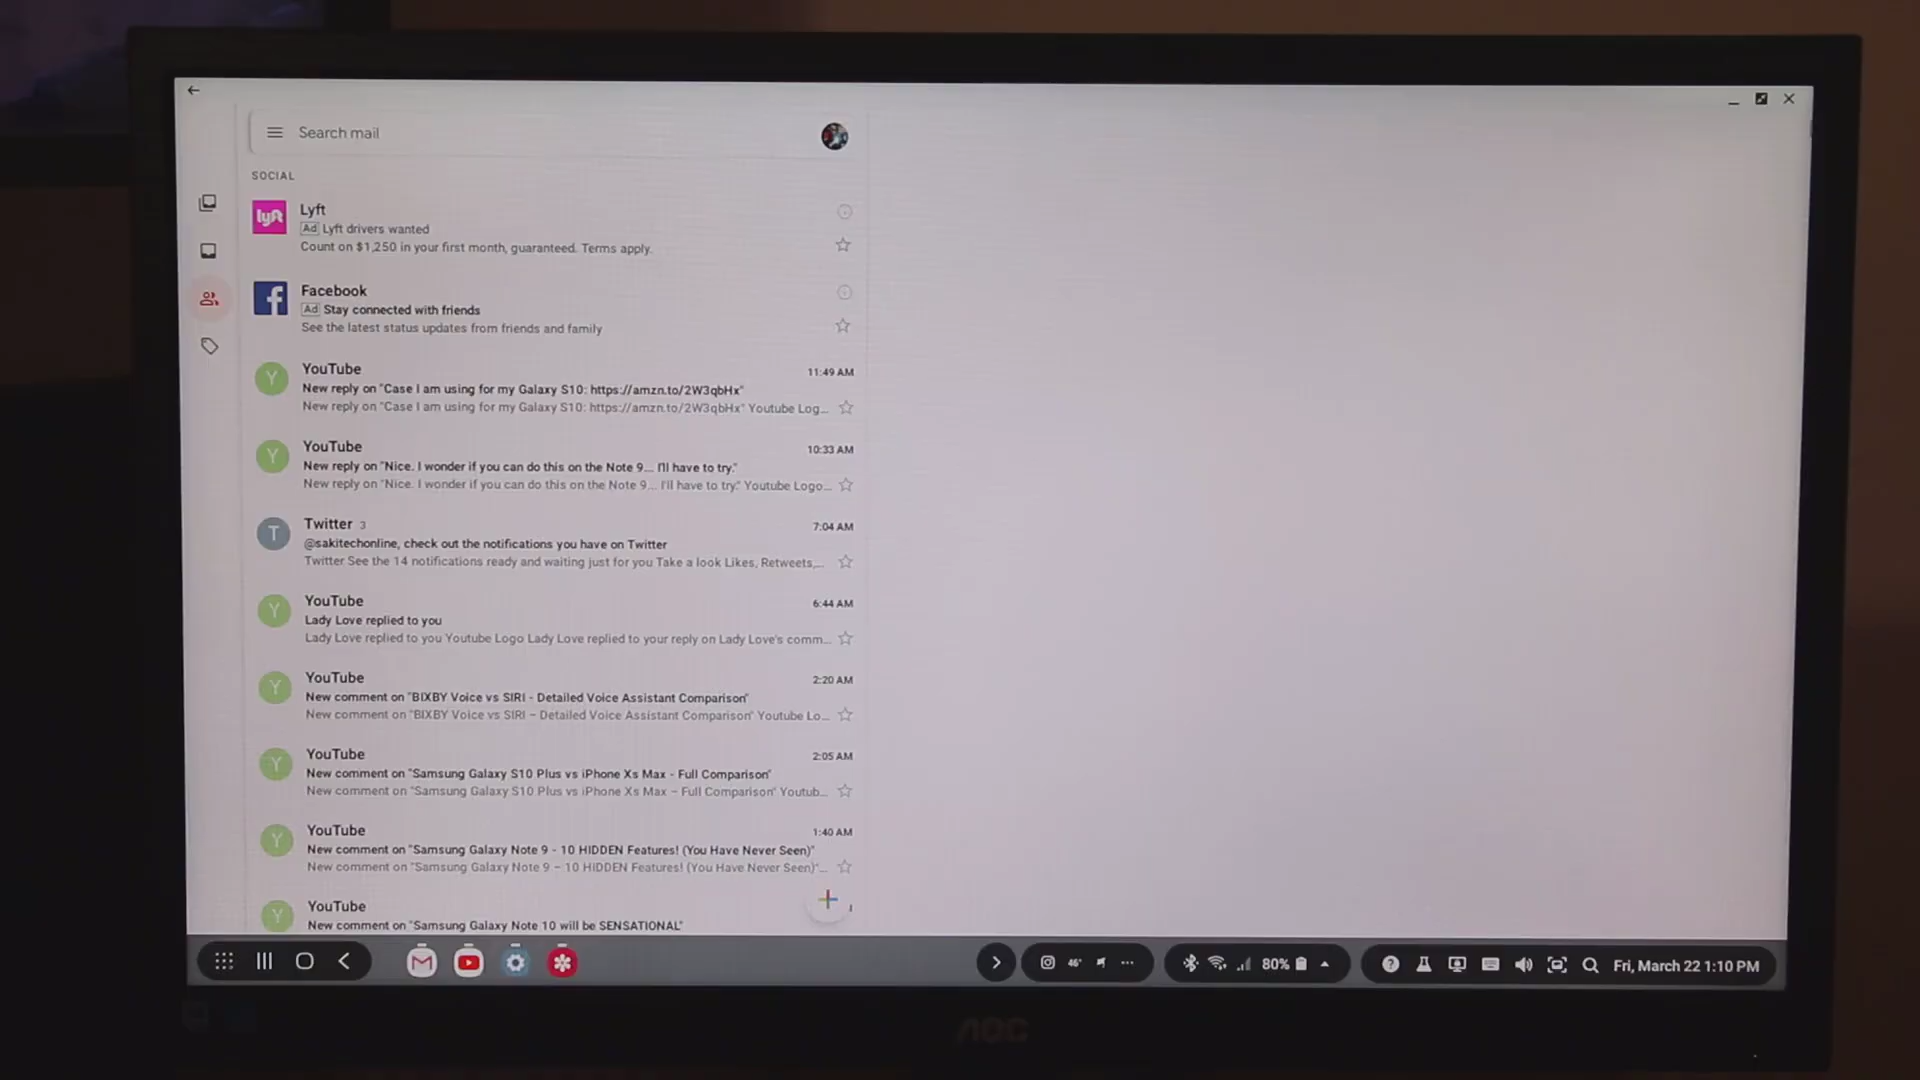 Search mail
SOCIAL
lyft
Lyft
Ad Lyft drivers wanted
Count on $1,250 in your first month, guaranteed. Terms apply.
f
Facebook
Ad Stay connected with friends
See the latest status updates from friends and family
Y
YouTube
11:49 AM
New reply on "Case I am using for my Galaxy S10: https://amzn.to/2W3qbHx"
New reply on "Case I am using for my Galaxy S10: https://amzn.to/2W3qbHx" Youtube Log...
Y
YouTube
10:33 AM
New reply on "Nice. I wonder if you can do this on the Note 9... I'll have to try."
New reply on "Nice. I wonder if you can do this on the Note 9... I'll have to try." Youtube Logo...
T
Twitter 3
7:04 AM
@sakitechonline, check out the notifications you have on Twitter
Twitter See the 14 notifications ready and waiting just for you Take a look Likes, Retweets,...
Y
YouTube
6:44 AM
Lady Love replied to you
Lady Love replied to you Youtube Logo Lady Love replied to your reply on Lady Love's comm...
Y
YouTube
2:20 AM
New comment on "BIXBY Voice vs SIRI - Detailed Voice Assistant Comparison"
New comment on "BIXBY Voice vs SIRI – Detailed Voice Assistant Comparison" Youtube Lo...
Y
YouTube
2:05 AM
New comment on "Samsung Galaxy S10 Plus vs iPhone Xs Max - Full Comparison"
New comment on "Samsung Galaxy S10 Plus vs iPhone Xs Max – Full Comparison" Youtub...
Y
YouTube
1:40 AM
New comment on "Samsung Galaxy Note 9 - 10 HIDDEN Features! (You Have Never Seen)"
New comment on "Samsung Galaxy Note 9 – 10 HIDDEN Features! (You Have Never Seen)"...
Y
YouTube
New comment on "Samsung Galaxy Note 10 will be SENSATIONAL"
46°
80%
Fri, March 22 1:10 PM
AOC